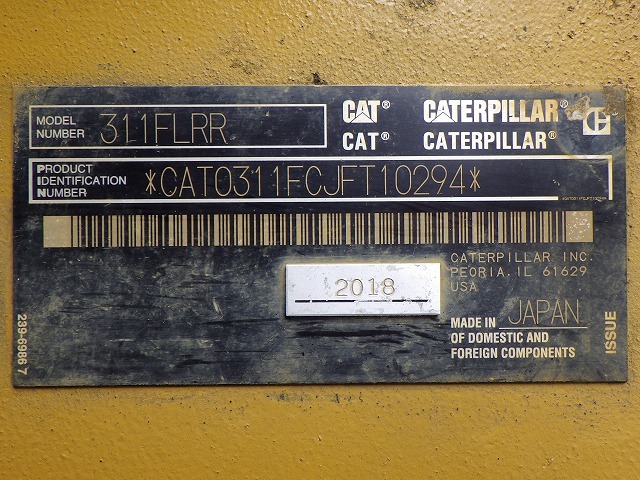 MODEL NUMBER 311FLRR
CAT® CATERPILLAR®
CAT® CATERPILLAR®
PRODUCT IDENTIFICATION NUMBER *CAT0311FCJFT10294*
*CAT0311FCJFT10294*
CATERPILLAR INC.
PEORIA, IL 61629
USA
2018
MADE IN JAPAN
OF DOMESTIC AND
FOREIGN COMPONENTS
239-6986 7
ISSUE